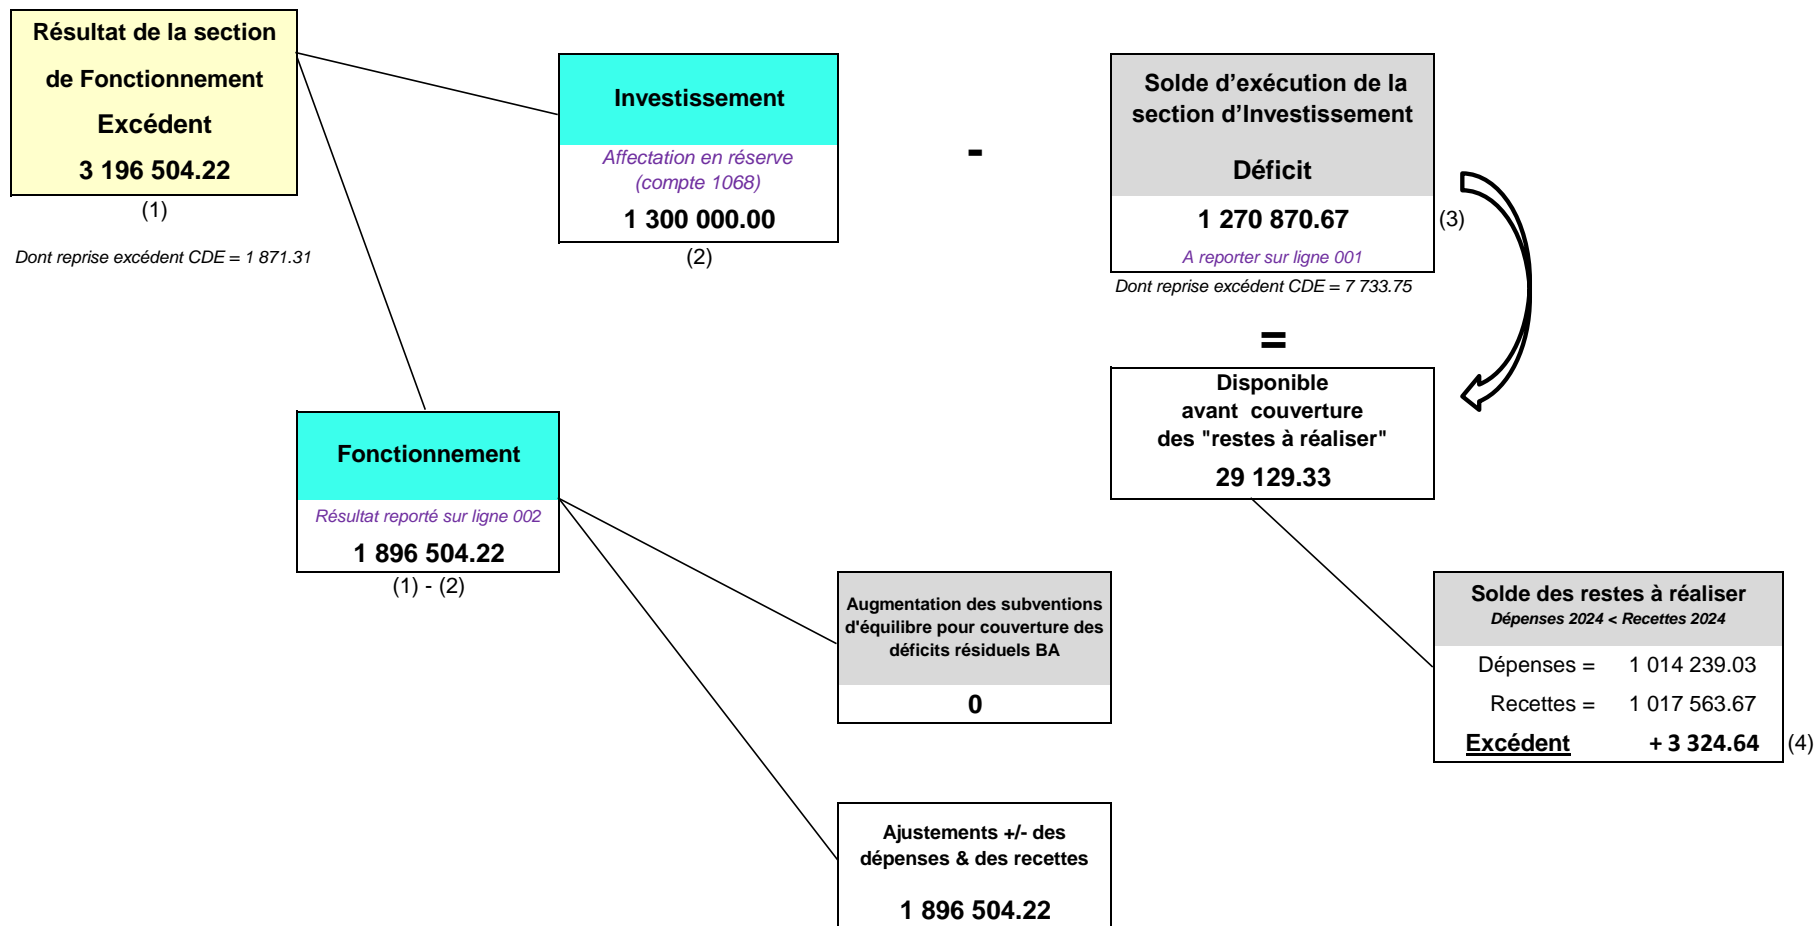 Résultat de la section
de Fonctionnement
Excédent
3 196 504.22
(1)
Dont reprise excédent CDE = 1 871.31
Investissement
Affectation en réserve
(compte 1068)
1 300 000.00
(2)
-
Solde d’exécution de la
section d’Investissement
Déficit
1 270 870.67
(3)
A reporter sur ligne 001
Dont reprise excédent CDE = 7 733.75
=
Disponible
avant couverture
des "restes à réaliser"
29 129.33
Fonctionnement
Résultat reporté sur ligne 002
1 896 504.22
(1) - (2)
Augmentation des subventions
d'équilibre pour couverture des
déficits résiduels BA
0
Solde des restes à réaliser
Dépenses 2024 < Recettes 2024
Dépenses = 1 014 239.03
Recettes = 1 017 563.67
Excédent + 3 324.64 (4)
Ajustements +/- des
dépenses & des recettes
1 896 504.22